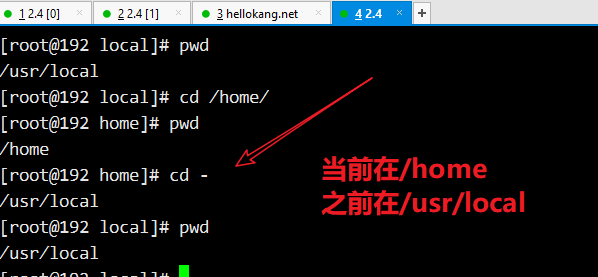 1 2.4 [0] × 2 2.4 [1] × 3 hellokang.net × 4 2.4 × +
[root@192 local]# pwd
/usr/local
[root@192 local]# cd /home/
[root@192 home]# pwd
/home
[root@192 home]# cd -
/usr/local
[root@192 local]# pwd
/usr/local
[root@192 local]#
当前在/home
之前在/usr/local